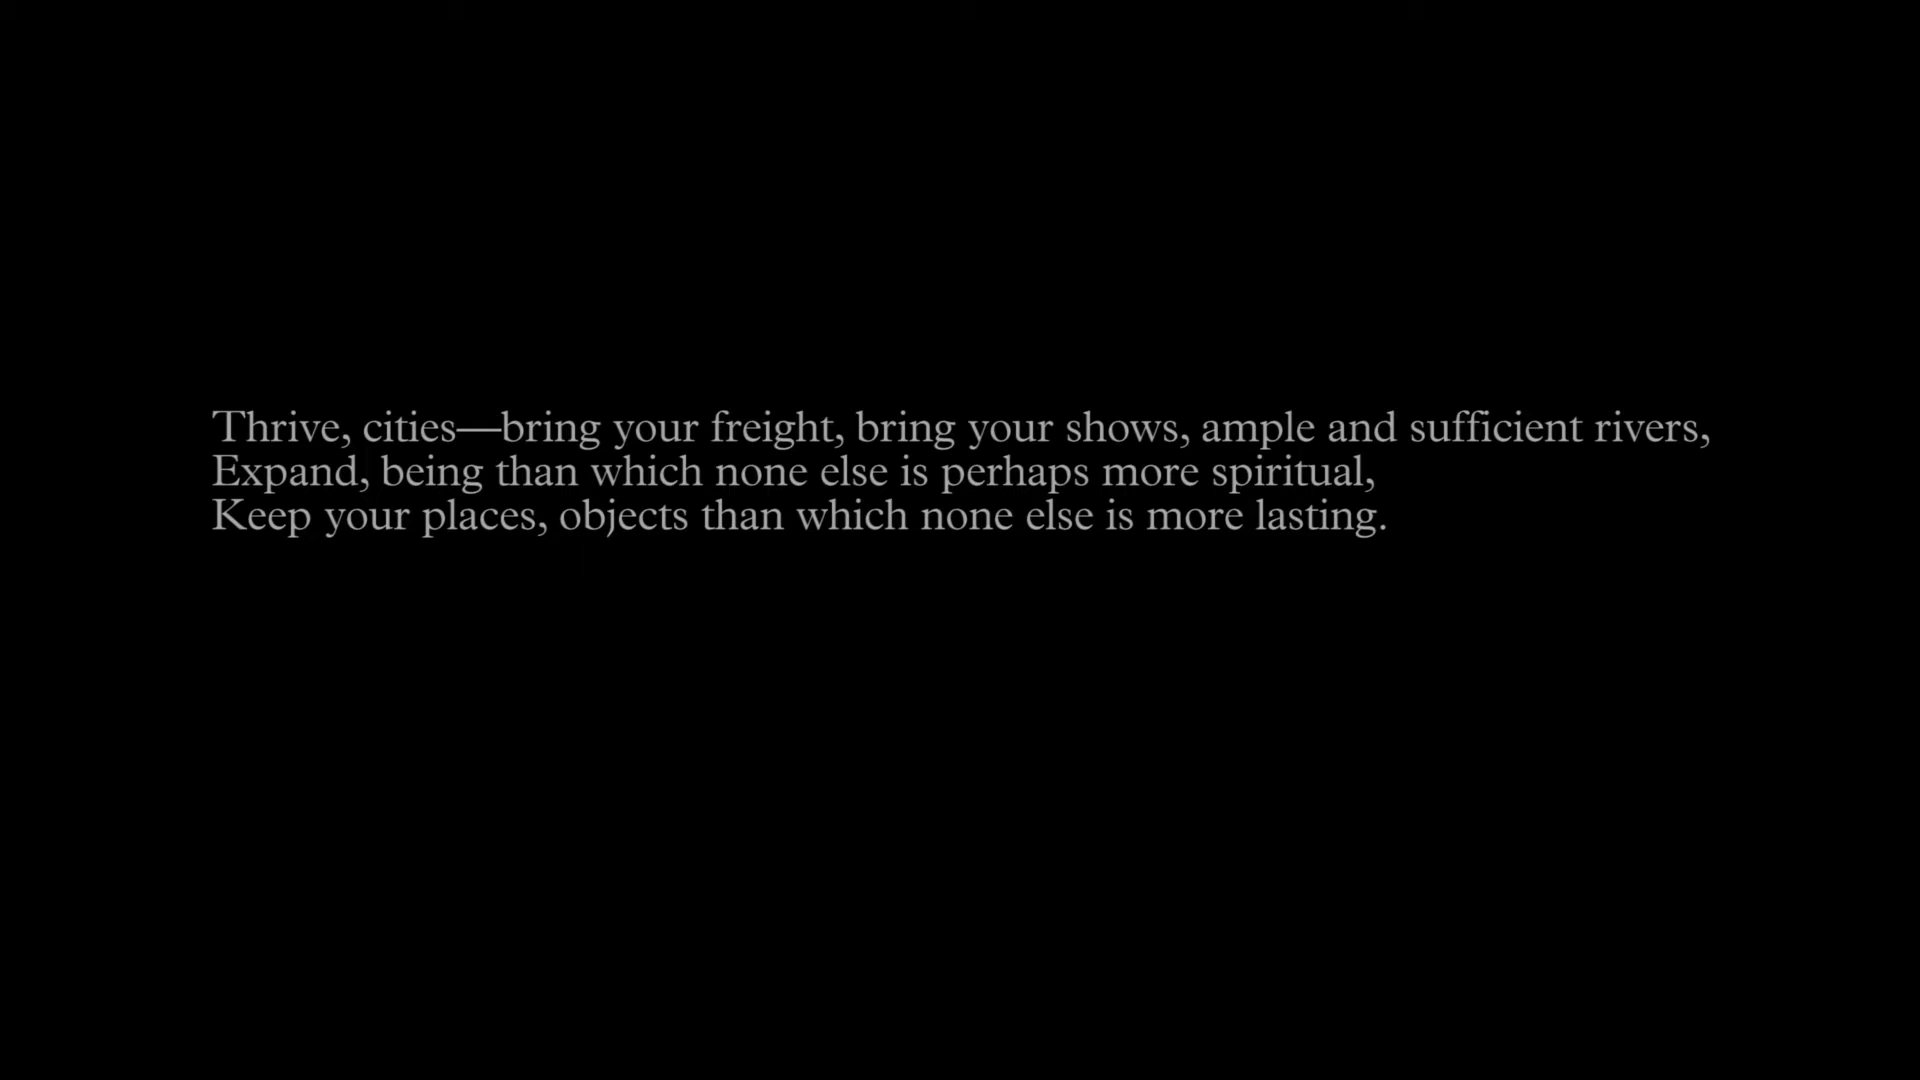 Thrive, cities—bring your freight, bring your shows, ample and sufficient rivers,
Expand, being than which none else is perhaps more spiritual,
Keep your places, objects than which none else is more lasting.